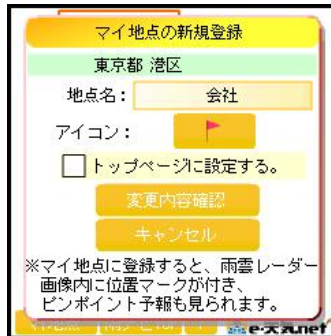 マイ地点の新規登録
東京都 港区
地点名： 会社
アイコン：
トップページに設定する。
変更内容確認
キャンセル
※マイ地点に登録すると、雨雲レーダー
画像内に位置マークが付き、
ピンポイント予報も見られます。
e-天気.net